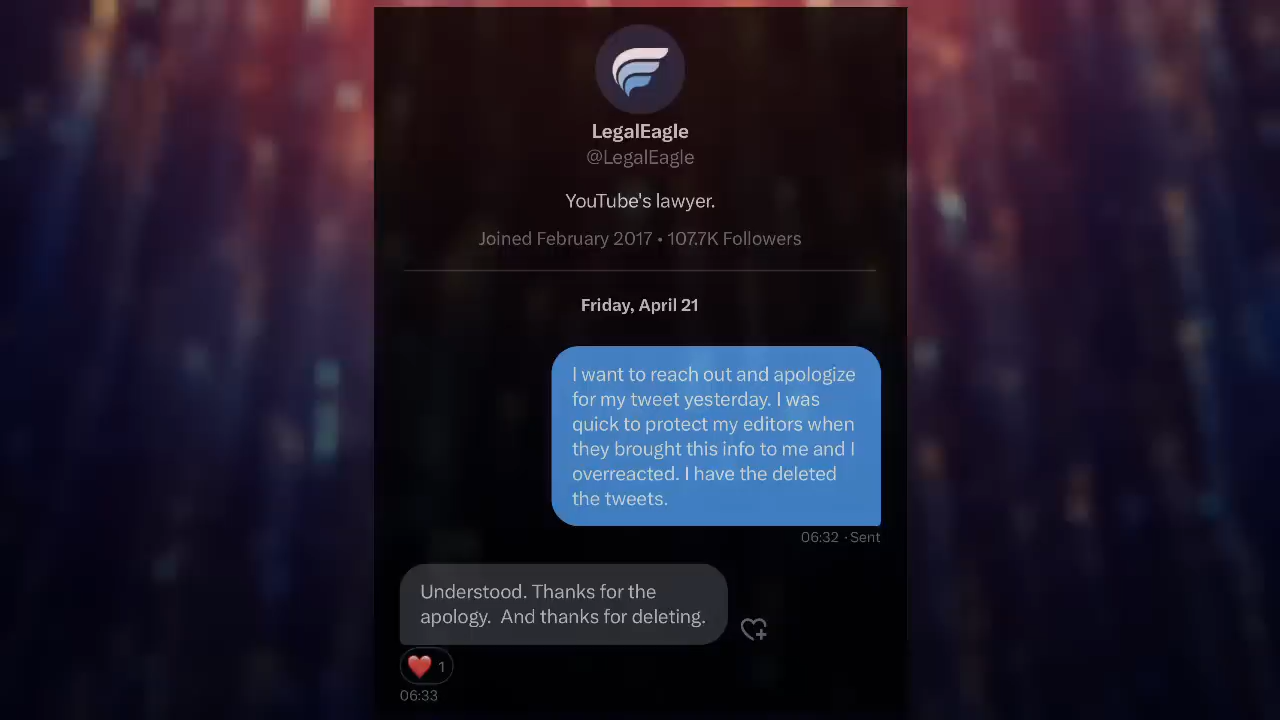 LegalEagle
@LegalEagle
YouTube's lawyer.
Joined February 2017 • 107.7K Followers
Friday, April 21
I want to reach out and apologize
for my tweet yesterday. I was
quick to protect my editors when
they brought this info to me and I
overreacted. I have the deleted
the tweets.
06:32 · Sent
Understood. Thanks for the
apology.  And thanks for deleting.
❤️ 1
06:33